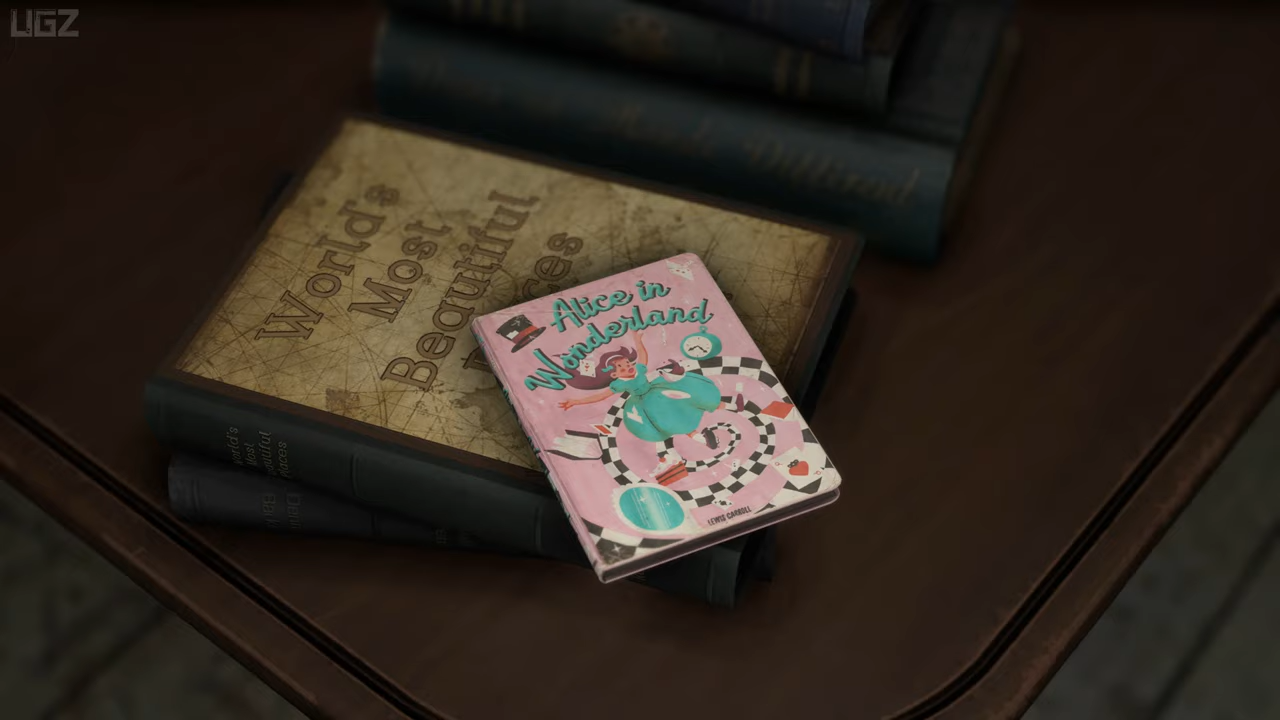 UGZ
World's
Most
Beautiful
Alice in
Wonderland
LEWIS CARROLL
World's
Most
Beautiful
Places